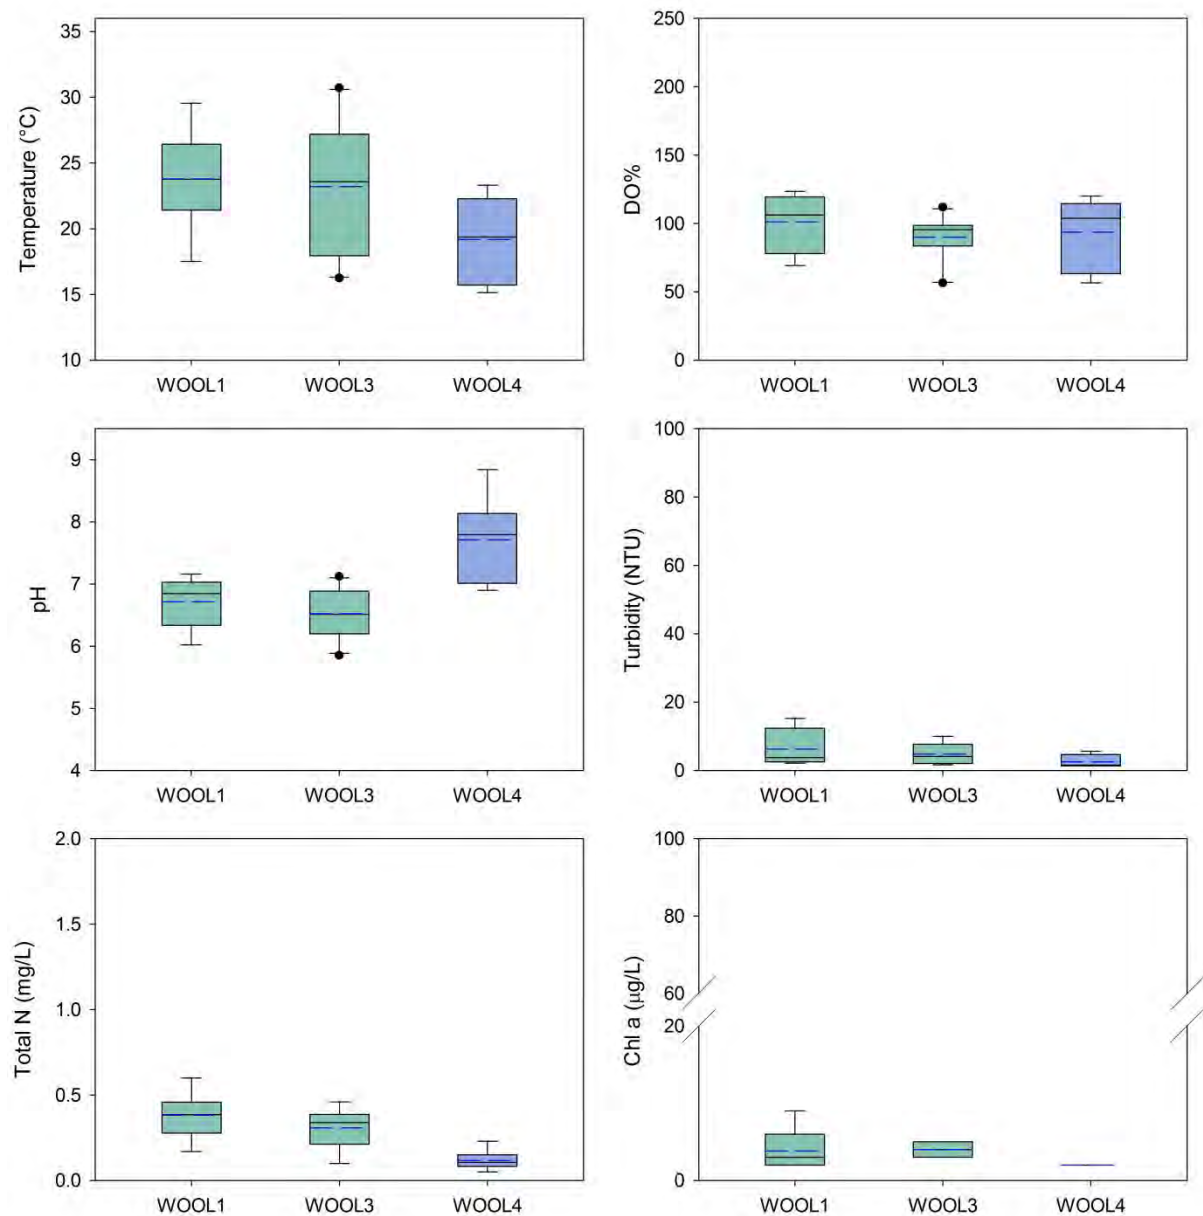 Temperature (°C)
35
30
25
20
15
10
WOOL1 WOOL3 WOOL4
DO%
250
200
150
100
50
0
WOOL1 WOOL3 WOOL4
pH
9
8
7
6
5
4
WOOL1 WOOL3 WOOL4
Turbidity (NTU)
100
80
60
40
20
0
WOOL1 WOOL3 WOOL4
Total N (mg/L)
2.0
1.5
1.0
0.5
0.0
WOOL1 WOOL3 WOOL4
Chl a (µg/L)
100
80
60
20
0
WOOL1 WOOL3 WOOL4